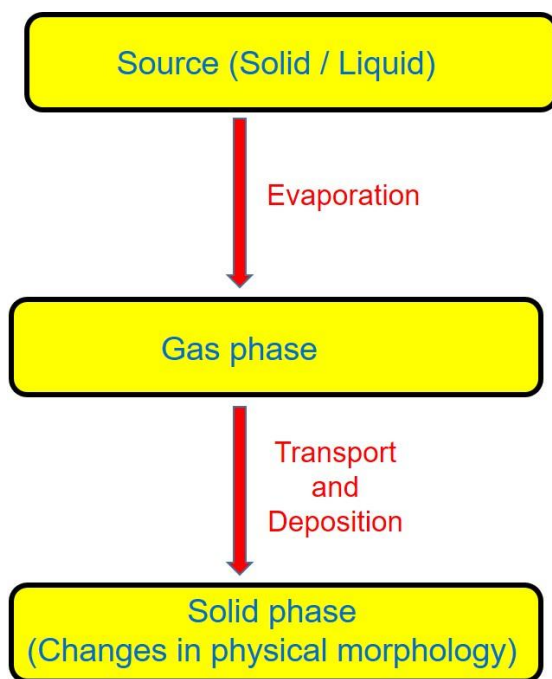 Source (Solid / Liquid)
Evaporation
Gas phase
Transport
and
Deposition
Solid phase
(Changes in physical morphology)